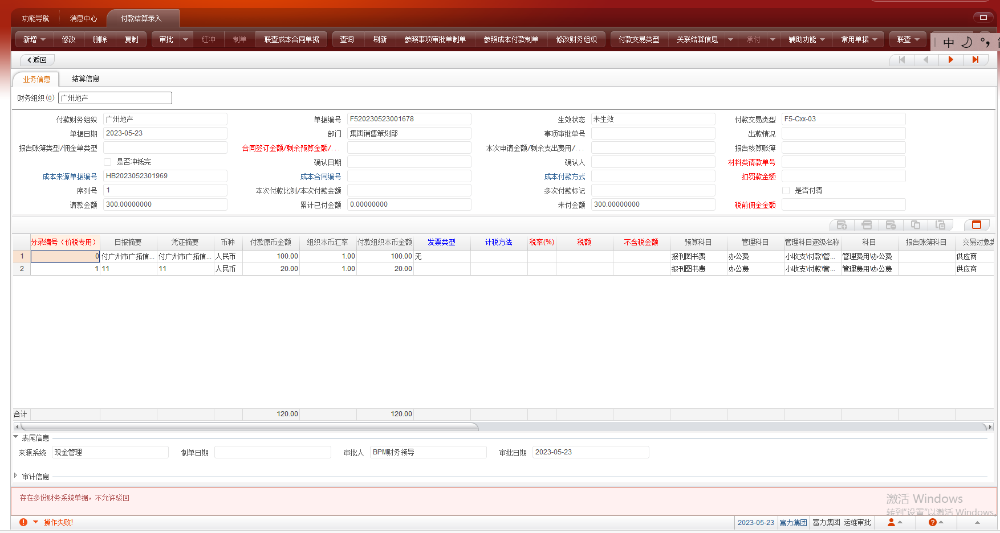 功能导航 消息中心 付款结算录入
新增 修改 删除 复制 审批 红冲 制单 联查成本合同单据 查询 刷新 参照事项审批单制单 参照成本付款制单 修改财务组织 付款交易类型 关联结算信息 承付 辅助功能 常用单据 联查 中
返回
业务信息 结算信息
财务组织(O) 广州地产
付款财务组织 广州地产 单据编号 F520230523001678 生效状态 未生效 付款交易类型 F5-Cxx-03
单据日期 2023-05-23 部门 集团销售策划部 事项审批单号 出款情况
报告账簿类型/佣金单类型 合同签订金额/剩余预算金额/... 本次申请金额/剩余支出费用/... 报告核算账簿
是否冲抵完 确认日期 确认人 材料类请款单号
成本来源单据编号 HB2023052301969 成本合同编号 成本付款方式 扣罚款金额
序列号 1 本次付款比例/本次付款金额 多次付款标记 是否付清
请款金额 300.00000000 累计已付金额 0.00000000 未付金额 300.00000000 税前佣金金额
分录编号（价税专用） 日报摘要 凭证摘要 币种 付款原币金额 组织本币汇率 付款组织本币金额 发票类型 计税方法 税率(%) 税额 不含税金额 预算科目 管理科目 管理科目逐级名称 科目 报告账簿科目 交易对象
1 0 付广州市广拓信... 付广州市广拓信... 人民币 100.00 1.00 100.00 无 报刊图书费 办公费 小收支\付款\管... 管理费用\办公费 供应商
2 1 11 11 人民币 20.00 1.00 20.00 报刊图书费 办公费 小收支\付款\管... 管理费用\办公费 供应商
合计 120.00 120.00
表尾信息
来源系统 现金管理 制单日期 审批人 BPM财务领导 审批日期 2023-05-23
审计信息
存在多份财务系统单据，不允许驳回
激活 Windows
转到“设置”以激活 Windows。
操作失败! 2023-05-23 富力集团 富力集团 运维审批